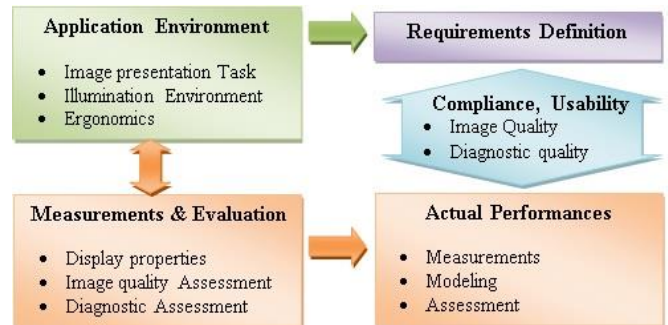 Application Environment
• Image presentation Task
• Illumination Environment
• Ergonomics
Requirements Definition
Compliance, Usability
• Image Quality
• Diagnostic quality
Measurements & Evaluation
• Display properties
• Image quality Assessment
• Diagnostic Assessment
Actual Performances
• Measurements
• Modeling
• Assessment